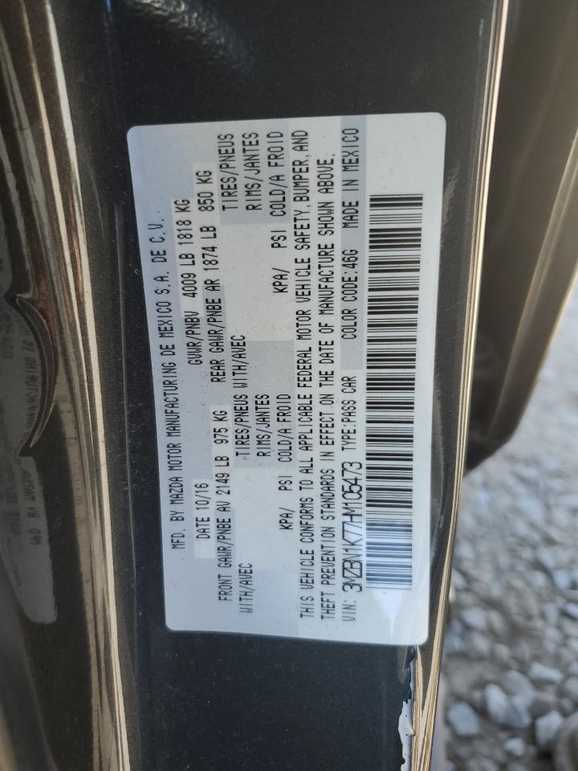 MFD. BY MAZDA MOTOR MANUFACTURING DE MEXICO S.A. DE C.V.
DATE 10/16 GVWR/PNBV 4009 LB 1818 KG
FRONT GAWR/PNBE AV 2149 LB 975 KG REAR GAWR/PNBE AR 1874 LB 850 KG
WITH/AVEC TIRES/PNEUS WITH/AVEC TIRES/PNEUS
RIMS/JANTES RIMS/JANTES
KPA/ PSI COLD/A FROID KPA/ PSI COLD/A FROID
THIS VEHICLE CONFORMS TO ALL APPLICABLE FEDERAL MOTOR VEHICLE SAFETY, BUMPER, AND
THEFT PREVENTION STANDARDS IN EFFECT ON THE DATE OF MANUFACTURE SHOWN ABOVE.
VIN: 3MZBN1K77HM105473 TYPE:PASS CAR COLOR CODE:46G MADE IN MEXICO